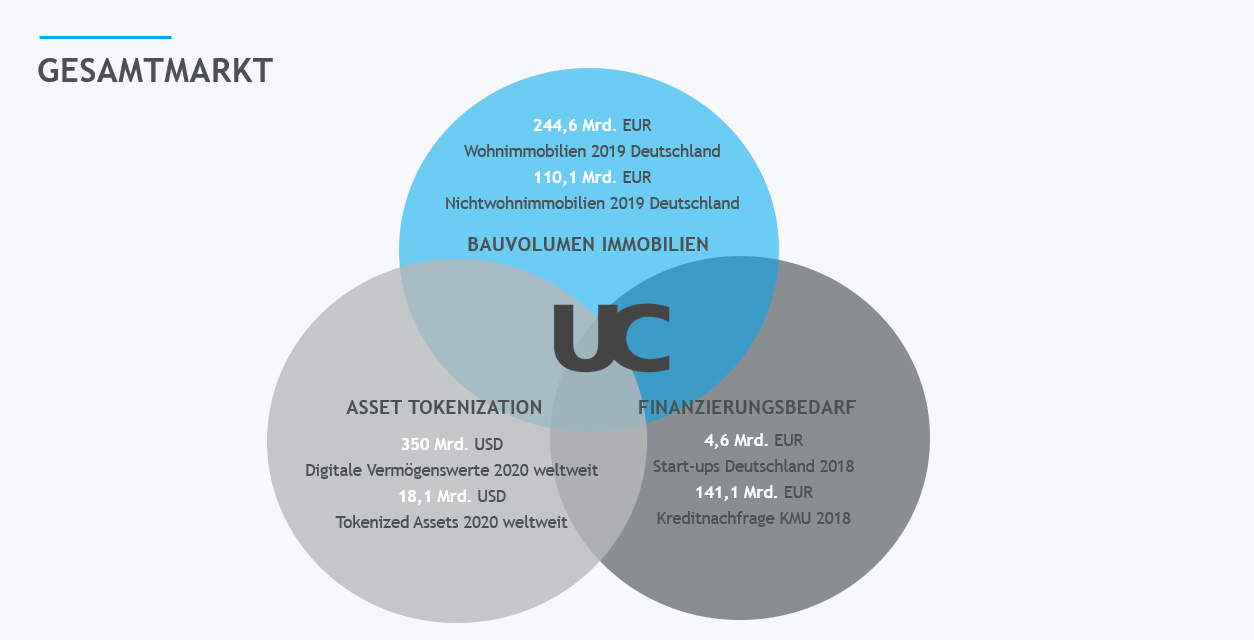 GESAMTMARKT
244,6 Mrd. EUR
Wohnimmobilien 2019 Deutschland
110,1 Mrd. EUR
Nichtwohnimmobilien 2019 Deutschland
BAUVOLUMEN IMMOBILIEN
UC
ASSET TOKENIZATION
350 Mrd. USD
Digitale Vermögenswerte 2020 weltweit
18,1 Mrd. USD
Tokenized Assets 2020 weltweit
FINANZIERUNGSBEDARF
4,6 Mrd. EUR
Start-ups Deutschland 2018
141,1 Mrd. EUR
Kreditnachfrage KMU 2018